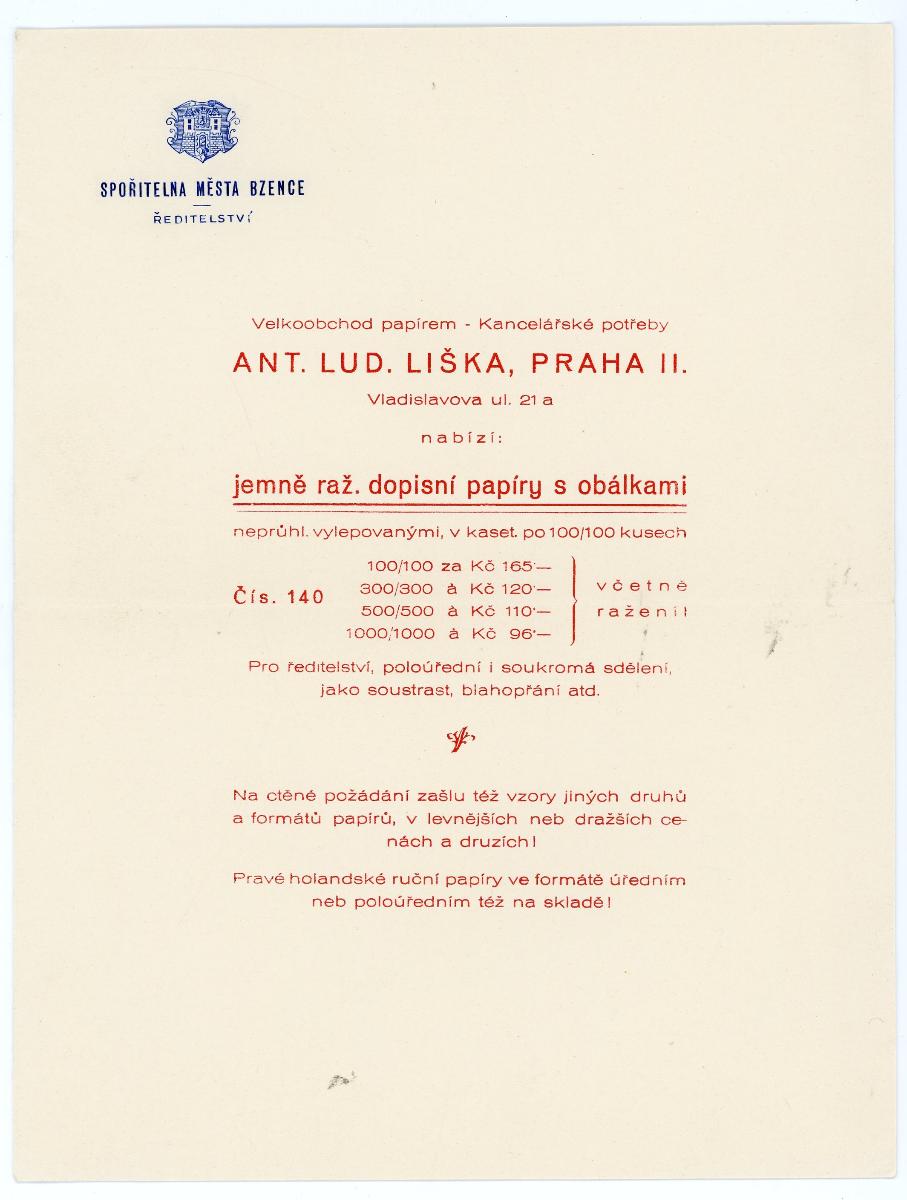 SPOŘITELNA MĚSTA BZENCE
ŘEDITELSTVÍ
Velkoobchod papírem - Kancelářské potřeby
ANT. LUD. LIŠKA, PRAHA II.
Vladislavova ul. 21 a
nabízí:
jemně raž. dopisní papíry s obálkami
neprůhl. vylepovanými, v kaset. po 100/100 kusech
Čís. 140
100/100 za Kč 165·—
300/300 à Kč 120·—
500/500 à Kč 110·—
1000/1000 à Kč 96·—
včetně
ražení!
Pro ředitelství, poloúřední i soukromá sdělení,
jako soustrast, blahopřání atd.
Na ctěné požádání zašlu též vzory jiných druhů
a formátů papírů, v levnějších neb dražších ce-
nách a druzích!
Pravé holandské ruční papíry ve formátě úředním
neb poloúředním též na skladě!